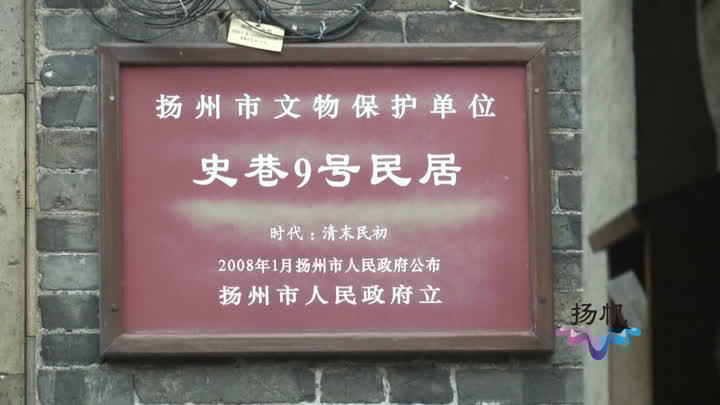 扬州市文物保护单位
史巷9号民居
时代：清末民初
2008年1月扬州市人民政府公布
扬州市人民政府立
扬帆